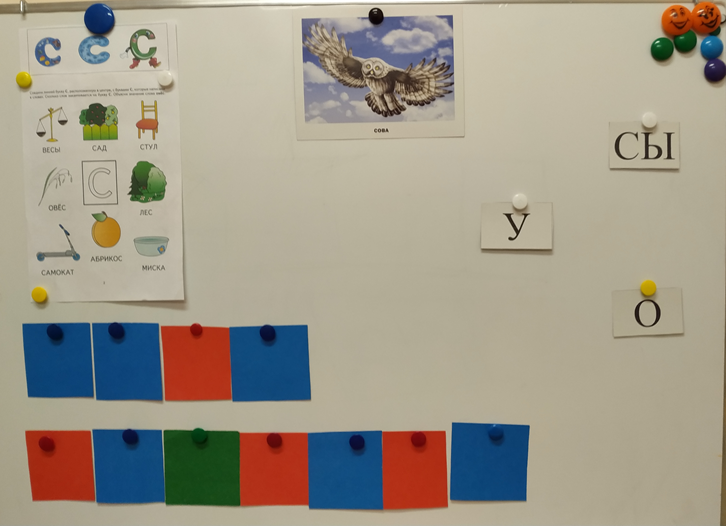 С С С
ВЕСЫ САД СТУЛ
ОВЁС С ЛЕС
САМОКАТ АБРИКОС МИСКА
СОВА
СЫ
У
О